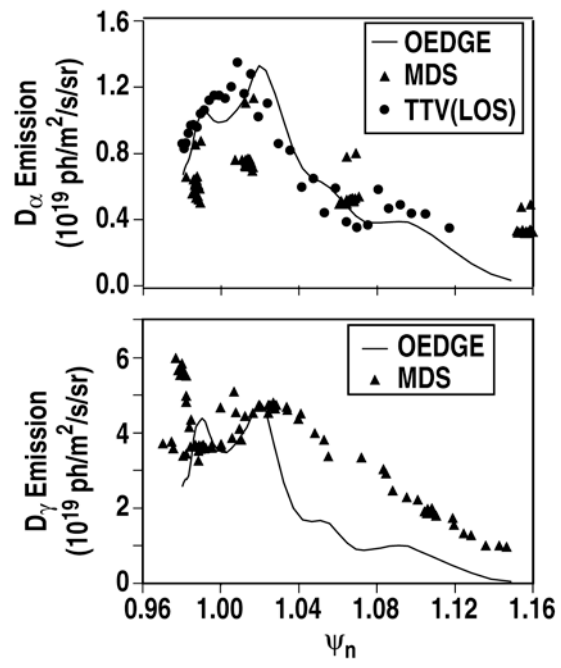 1.6
1.2
0.8
0.4
0.0
Dα Emission
(10¹⁹ ph/m²/s/sr)
OEDGE
MDS
TTV(LOS)
6
4
2
0
Dγ Emission
(10¹⁹ ph/m²/s/sr)
OEDGE
MDS
0.96 1.00 1.04 1.08 1.12 1.16
ψn